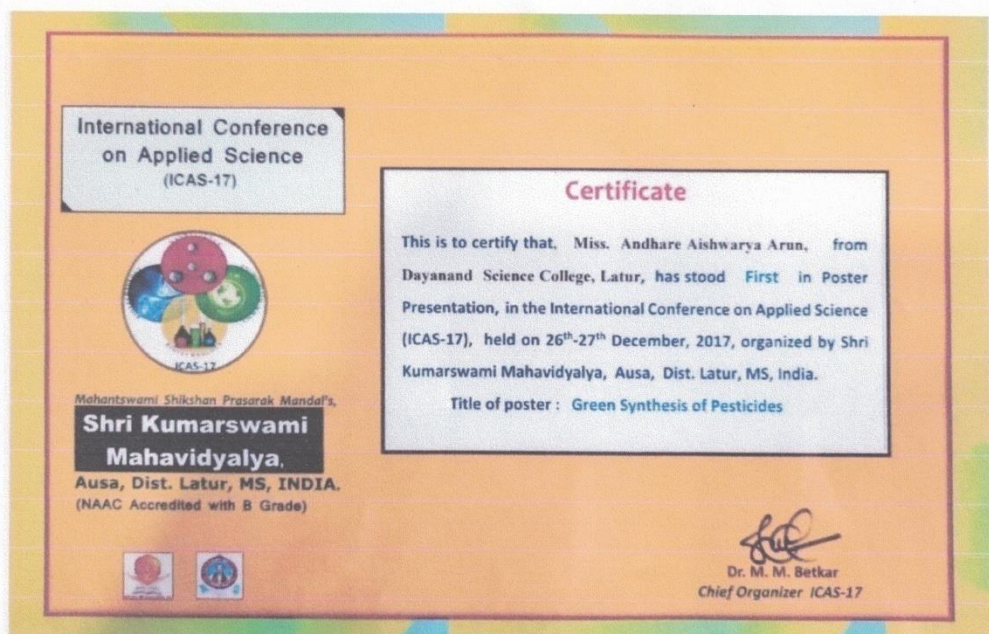 International Conference
on Applied Science
(ICAS-17)
ICAS-17
Mahantswami Shikshan Prasarak Mandal's,
Shri Kumarswami
Mahavidyalya,
Ausa, Dist. Latur, MS, INDIA.
(NAAC Accredited with B Grade)
Certificate
This is to certify that, Miss. Andhare Aishwarya Arun, from
Dayanand Science College, Latur, has stood First in Poster
Presentation, in the International Conference on Applied Science
(ICAS-17), held on 26th-27th December, 2017, organized by Shri
Kumarswami Mahavidyalya, Ausa, Dist. Latur, MS, India.
Title of poster : Green Synthesis of Pesticides
Dr. M. M. Betkar
Chief Organizer ICAS-17